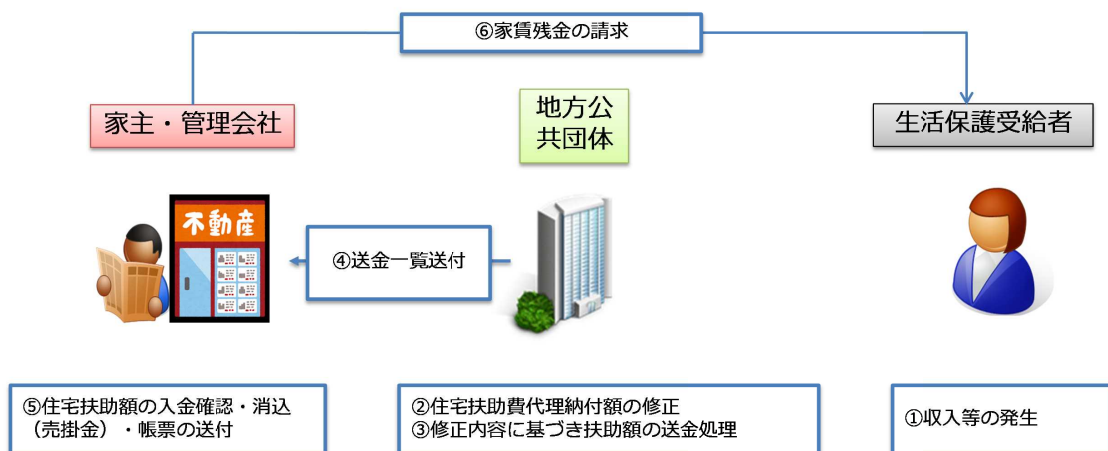 ⑥家賃残金の請求
家主・管理会社
地方公
共団体
生活保護受給者
不動産
④送金一覧送付
⑤住宅扶助額の入金確認・消込
（売掛金）・帳票の送付
②住宅扶助費代理納付額の修正
③修正内容に基づき扶助額の送金処理
①収入等の発生